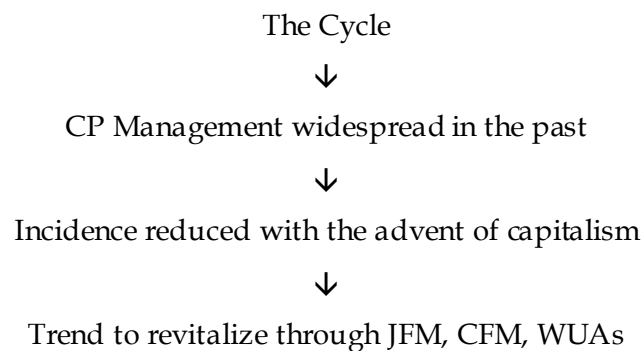 The Cycle
↓
CP Management widespread in the past
↓
Incidence reduced with the advent of capitalism
↓
Trend to revitalize through JFM, CFM, WUAs